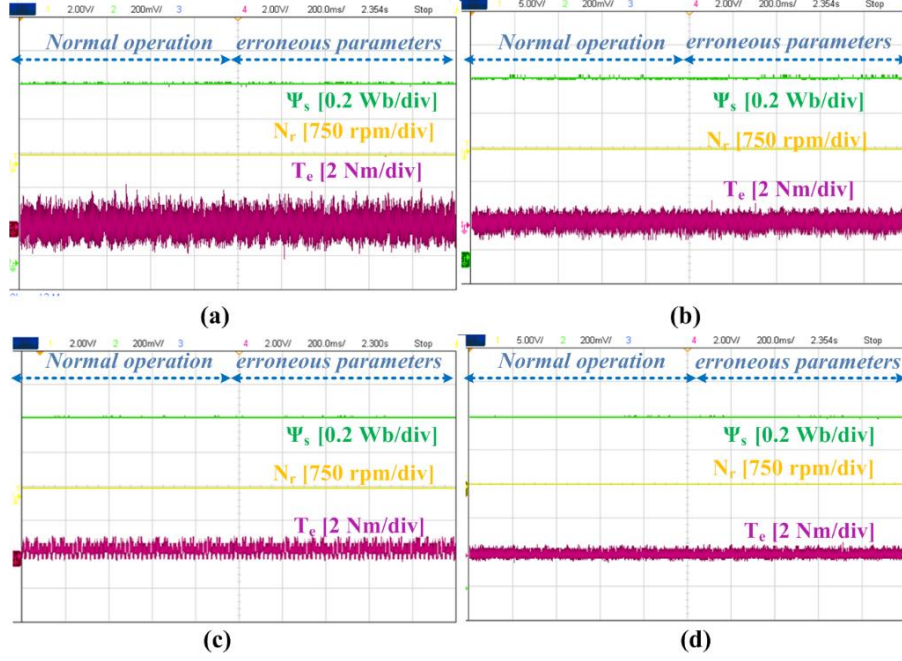 1 2.00V/ 2 200mV/ 3 4 2.00V/ 200.0ms/ 2.354s Stop
Normal operation erroneous parameters
Ψs [0.2 Wb/div]
Nr [750 rpm/div]
Te [2 Nm/div]
(a)
1 5.00V/ 2 200mV/ 3 4 2.00V/ 200.0ms/ 2.354s Stop
Normal operation erroneous parameters
Ψs [0.2 Wb/div]
Nr [750 rpm/div]
Te [2 Nm/div]
(b)
1 2.00V/ 2 200mV/ 3 4 2.00V/ 200.0ms/ 2.300s Stop
Normal operation erroneous parameters
Ψs [0.2 Wb/div]
Nr [750 rpm/div]
Te [2 Nm/div]
(c)
1 5.00V/ 2 200mV/ 3 4 2.00V/ 200.0ms/ 2.354s Stop
Normal operation erroneous parameters
Ψs [0.2 Wb/div]
Nr [750 rpm/div]
Te [2 Nm/div]
(d)